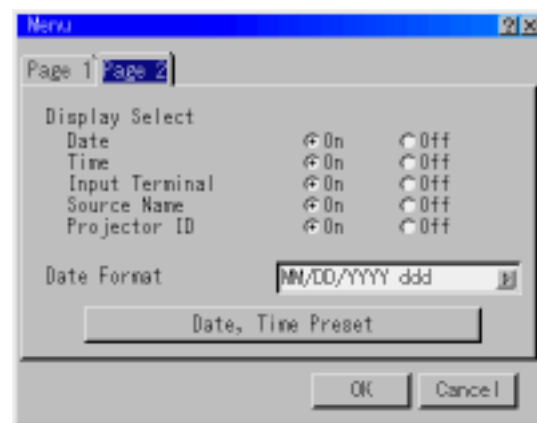 Menu
Page 1 Page 2
Display Select
Date On Off
Time On Off
Input Terminal On Off
Source Name On Off
Projector ID On Off
Date Format MM/DD/YYYY ddd
Date, Time Preset
OK Cancel